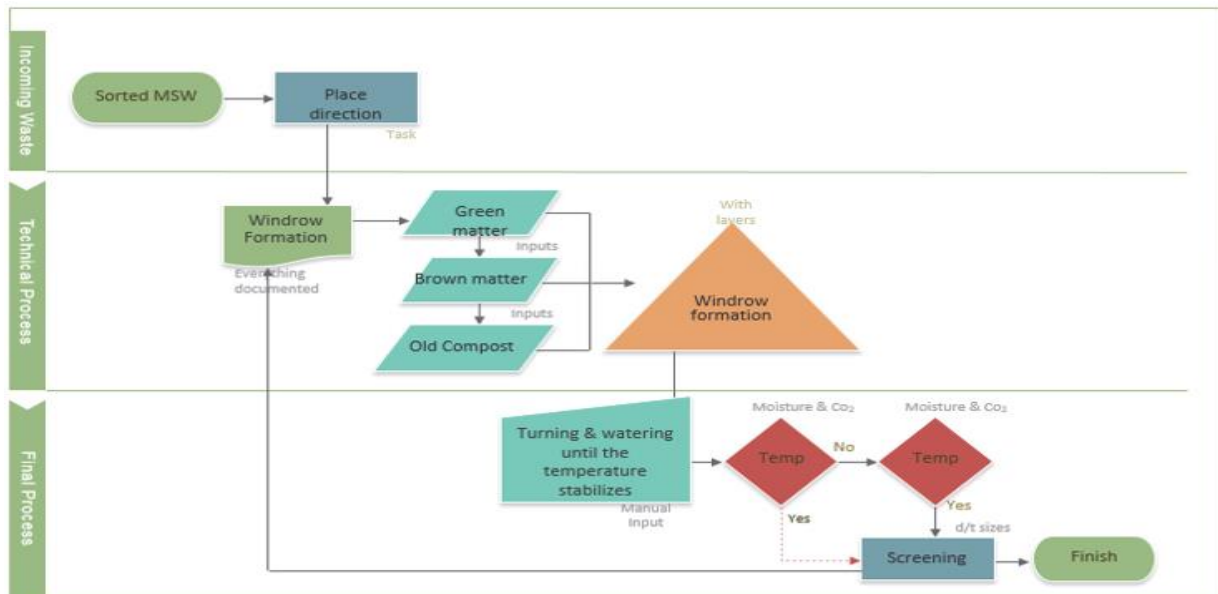 Incoming Waste
Sorted MSW
Place
direction
Task
Technical Process
Windrow
Formation
Everything
documented
Green
matter
Inputs
Brown matter
Inputs
Old Compost
With
layers
Windrow
formation
Final Process
Turning & watering
until the
temperature
stabilizes
Manual
Input
Moisture & Co₂
Temp
No
Yes
Moisture & Co₂
Temp
Yes
d/t sizes
Screening
Finish